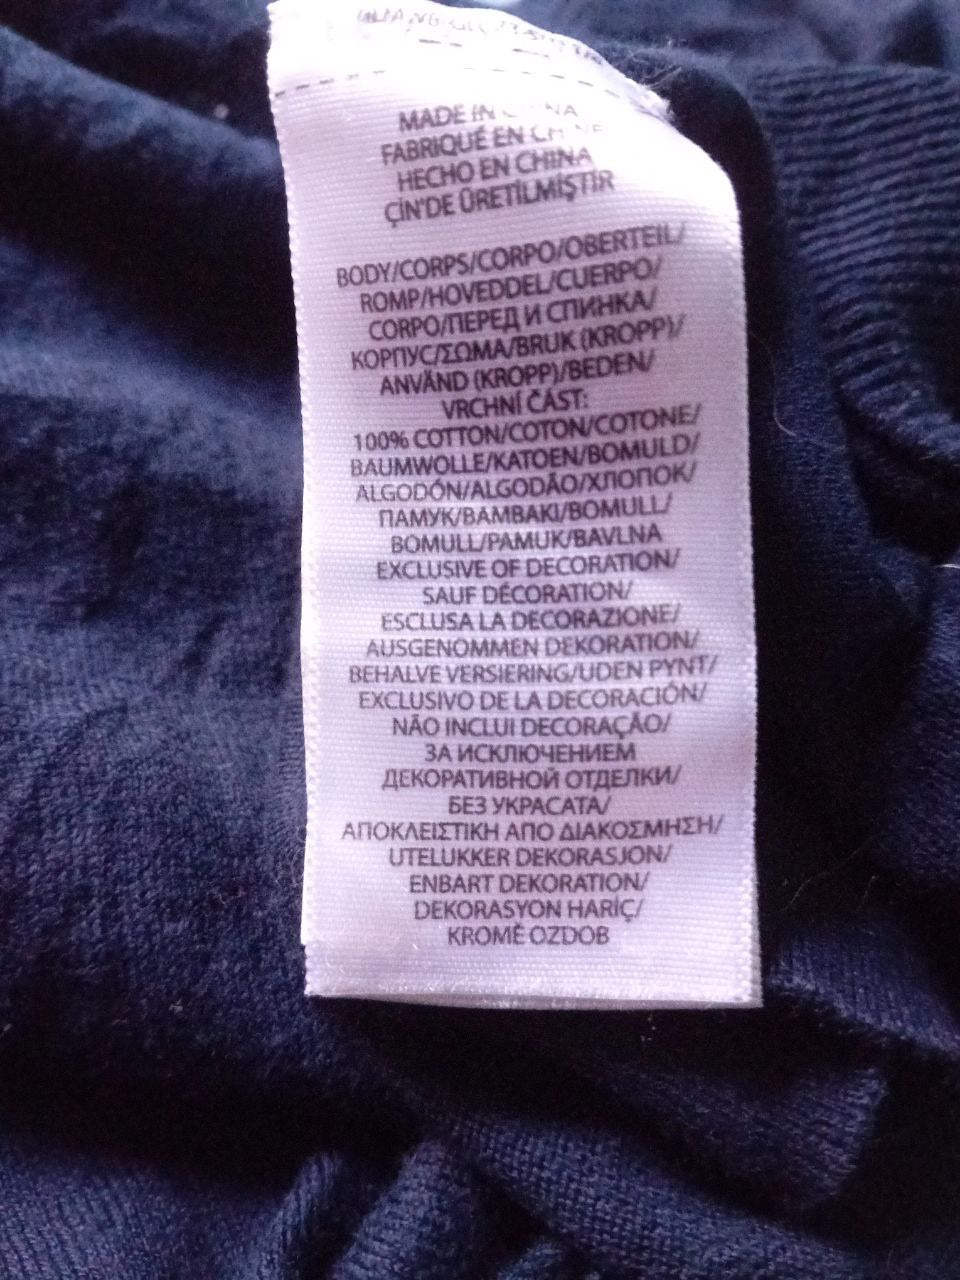 MADE IN CHINA
FABRIQUÉ EN CHINE
HECHO EN CHINA
ÇİN'DE ÜRETİLMİŞTİR
BODY/CORPS/CORPO/OBERTEIL/
ROMP/HOVEDDEL/CUERPO/
CORPO/ПЕРЕД И СПИНКА/
КОРПУС/ΣΩΜΑ/BRUK (KROPP)/
ANVÄND (KROPP)/BEDEN/
VRCHNÍ ČÁST:
100% COTTON/COTON/COTONE/
BAUMWOLLE/KATOEN/BOMULD/
ALGODÓN/ALGODÃO/ХЛОПОК/
ПАМУК/ΒΑΜΒΑΚΙ/BOMULL/
BOMULL/PAMUK/BAVLNA
EXCLUSIVE OF DECORATION/
SAUF DÉCORATION/
ESCLUSA LA DECORAZIONE/
AUSGENOMMEN DEKORATION/
BEHALVE VERSIERING/UDEN PYNT/
EXCLUSIVO DE LA DECORACIÓN/
NÃO INCLUI DECORAÇÃO/
ЗА ИСКЛЮЧЕНИЕМ
ДЕКОРАТИВНОЙ ОТДЕЛКИ/
БЕЗ УКРАСАТА/
ΑΠΟΚΛΕΙΣΤΙΚΗ ΑΠΟ ΔΙΑΚΟΣΜΗΣΗ/
UTELUKKER DEKORASJON/
ENBART DEKORATION/
DEKORASYON HARİÇ/
KROMĚ OZDOB